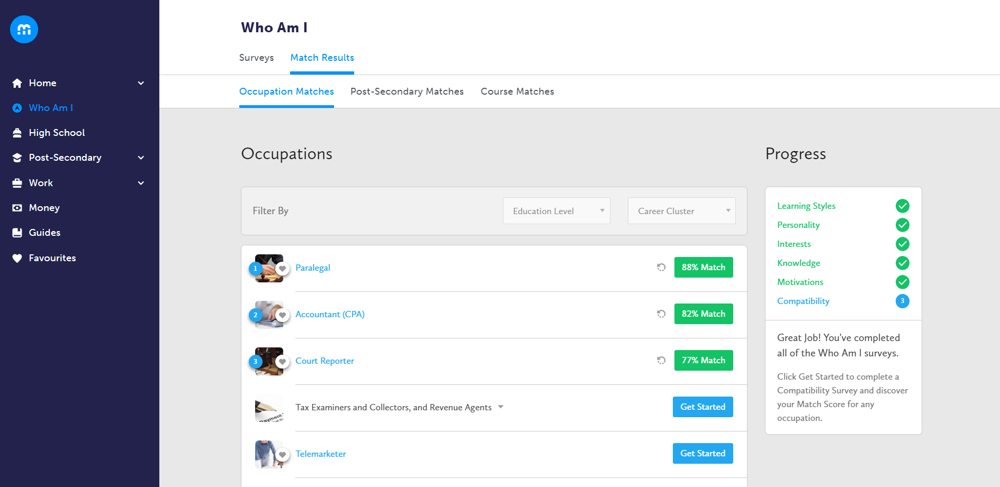 Who Am I
Surveys
Match Results
Home
Who Am I
High School
Post-Secondary
Work
Money
Guides
Favourites
Occupation Matches
Post-Secondary Matches
Course Matches
Occupations
Filter By
Education Level
Career Cluster
1
Paralegal
88% Match
2
Accountant (CPA)
82% Match
3
Court Reporter
77% Match
Tax Examiners and Collectors, and Revenue Agents
Get Started
Telemarketer
Get Started
Progress
Learning Styles
Personality
Interests
Knowledge
Motivations
Compatibility
3
Great Job! You've completed
all of the Who Am I surveys.
Click Get Started to complete a
Compatibility Survey and discover
your Match Score for any
occupation.